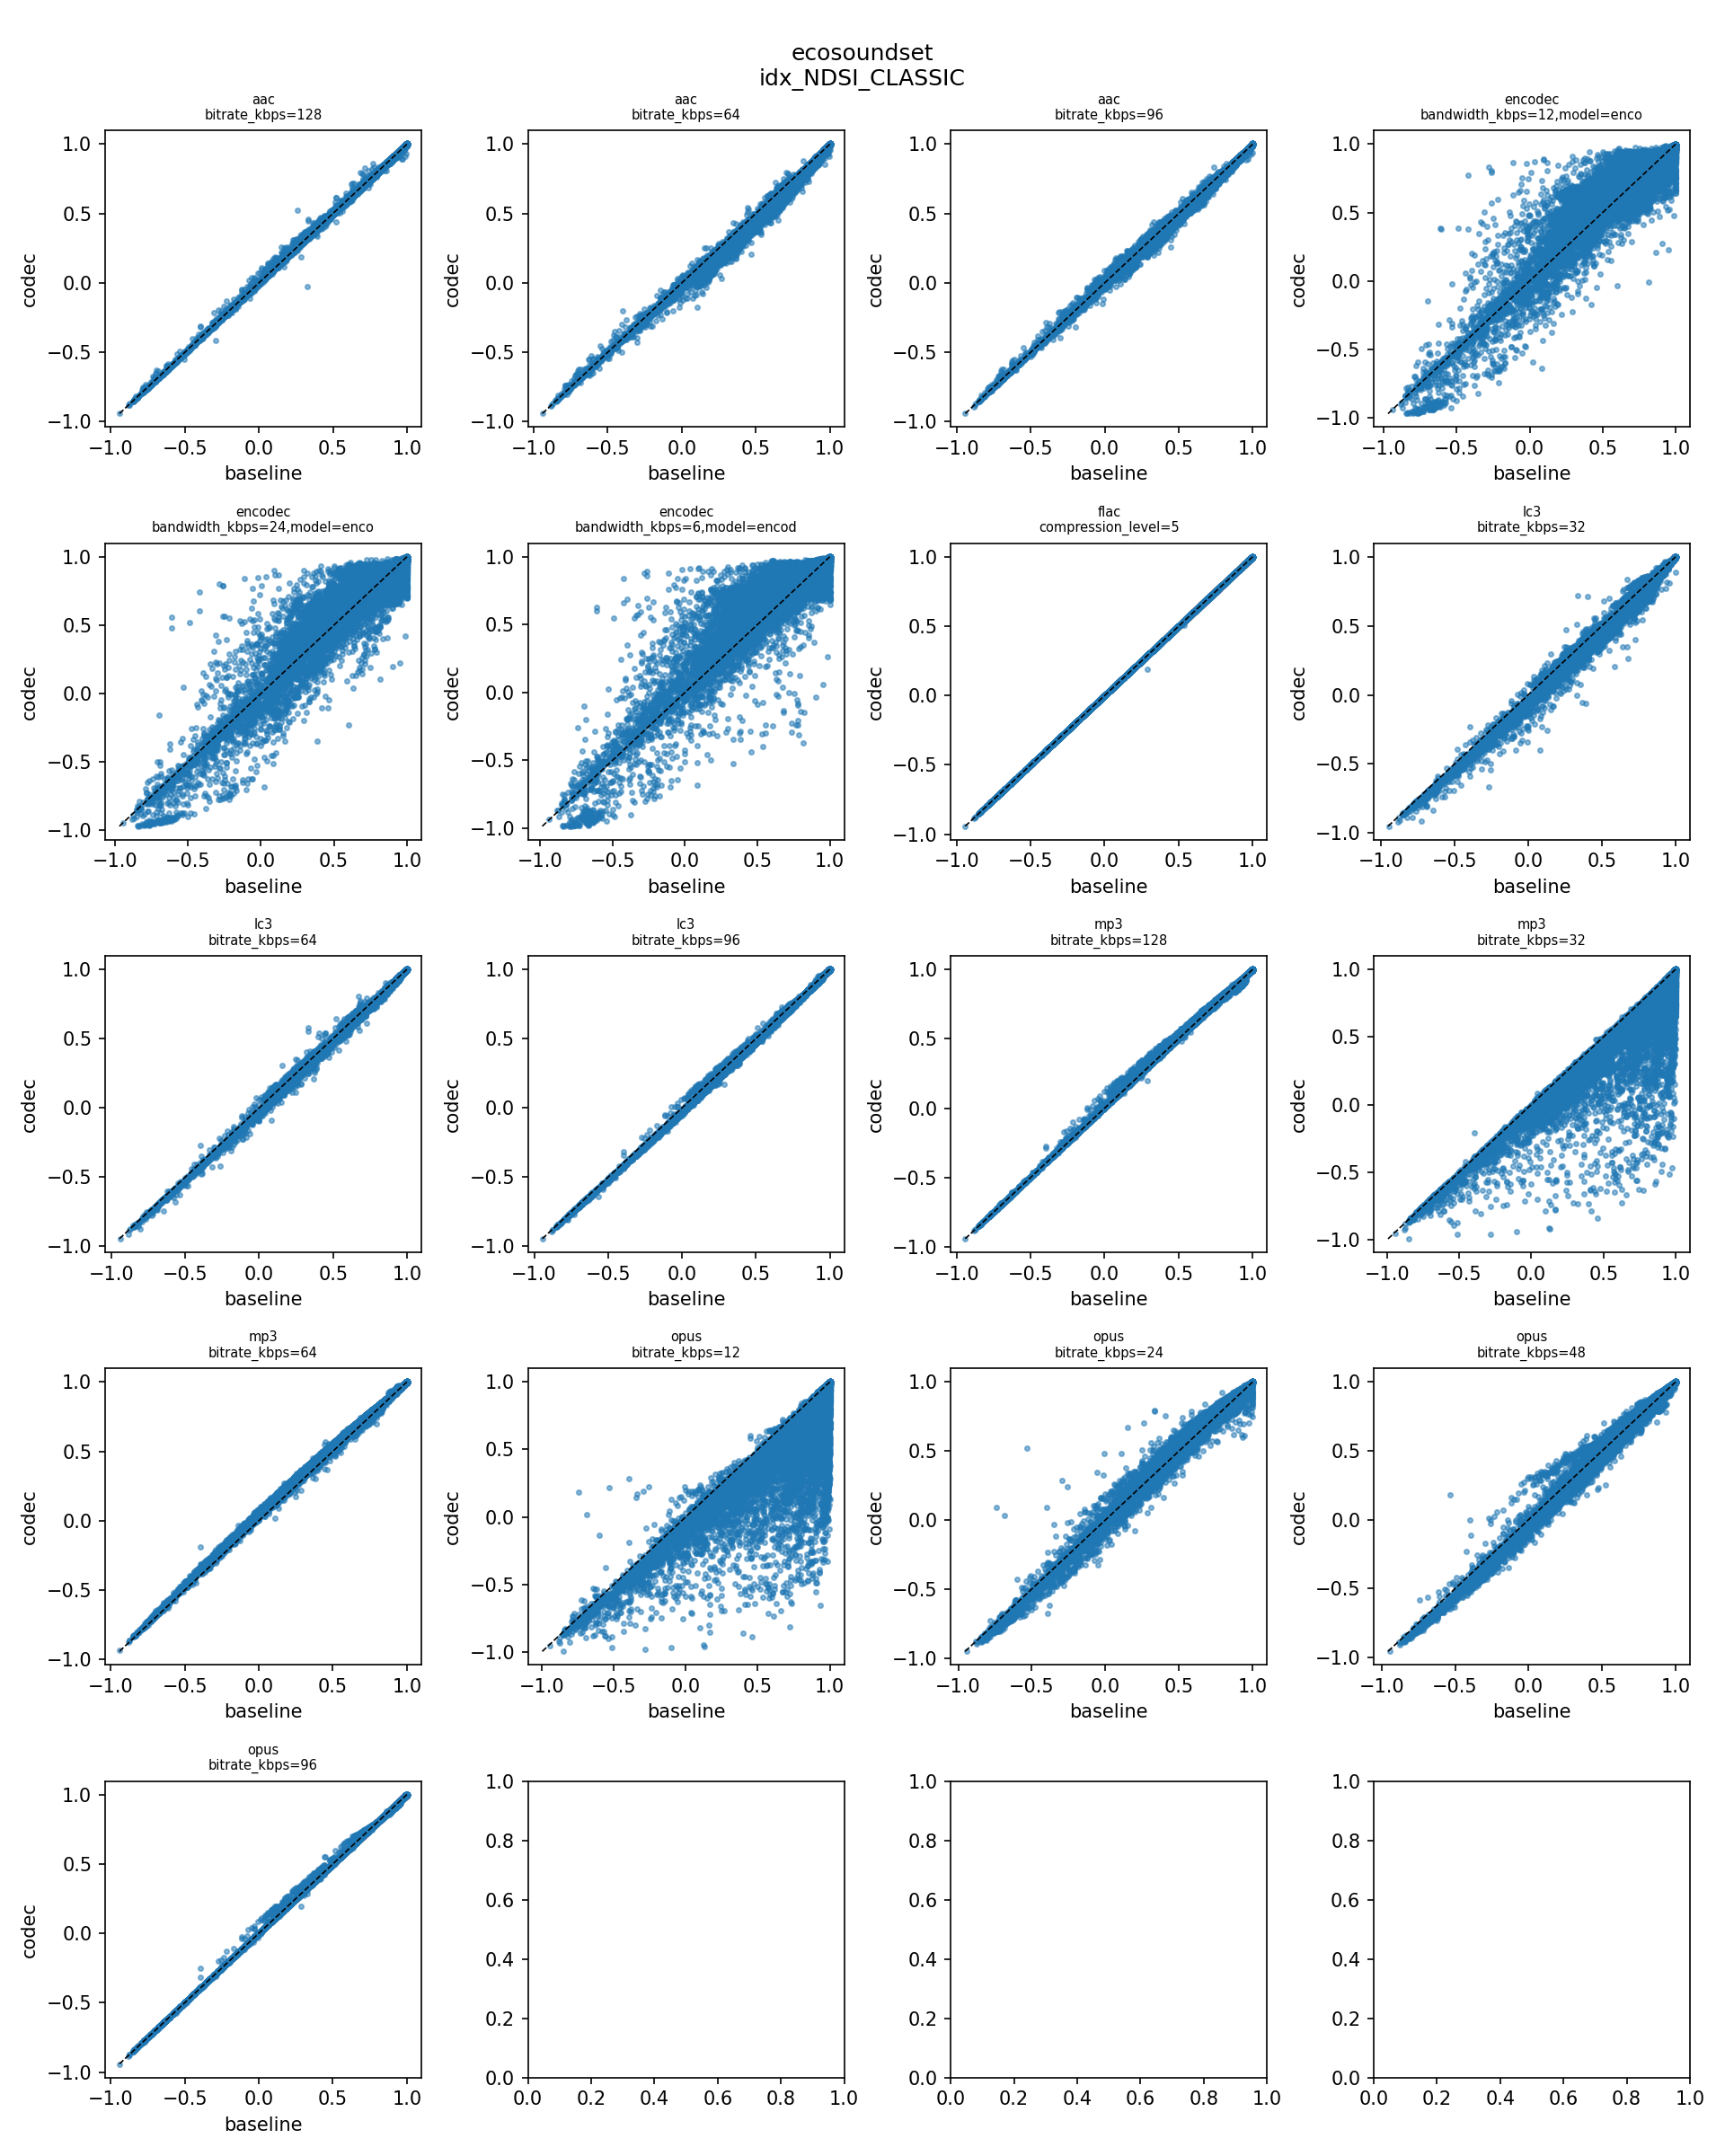 ecosoundset
idx_NDSI_CLASSIC
aac
bitrate_kbps=128
1.0
0.5
0.0
−0.5
−1.0
codec
−1.0 −0.5 0.0 0.5 1.0
baseline
aac
bitrate_kbps=64
1.0
0.5
0.0
−0.5
−1.0
codec
−1.0 −0.5 0.0 0.5 1.0
baseline
aac
bitrate_kbps=96
1.0
0.5
0.0
−0.5
−1.0
codec
−1.0 −0.5 0.0 0.5 1.0
baseline
encodec
bandwidth_kbps=12,model=enco
1.0
0.5
0.0
−0.5
−1.0
codec
−1.0 −0.5 0.0 0.5 1.0
baseline
encodec
bandwidth_kbps=24,model=enco
1.0
0.5
0.0
−0.5
−1.0
codec
−1.0 −0.5 0.0 0.5 1.0
baseline
encodec
bandwidth_kbps=6,model=encod
1.0
0.5
0.0
−0.5
−1.0
codec
−1.0 −0.5 0.0 0.5 1.0
baseline
flac
compression_level=5
1.0
0.5
0.0
−0.5
−1.0
codec
−1.0 −0.5 0.0 0.5 1.0
baseline
lc3
bitrate_kbps=32
1.0
0.5
0.0
−0.5
−1.0
codec
−1.0 −0.5 0.0 0.5 1.0
baseline
lc3
bitrate_kbps=64
1.0
0.5
0.0
−0.5
−1.0
codec
−1.0 −0.5 0.0 0.5 1.0
baseline
lc3
bitrate_kbps=96
1.0
0.5
0.0
−0.5
−1.0
codec
−1.0 −0.5 0.0 0.5 1.0
baseline
mp3
bitrate_kbps=128
1.0
0.5
0.0
−0.5
−1.0
codec
−1.0 −0.5 0.0 0.5 1.0
baseline
mp3
bitrate_kbps=32
1.0
0.5
0.0
−0.5
−1.0
codec
−1.0 −0.5 0.0 0.5 1.0
baseline
mp3
bitrate_kbps=64
1.0
0.5
0.0
−0.5
−1.0
codec
−1.0 −0.5 0.0 0.5 1.0
baseline
opus
bitrate_kbps=12
1.0
0.5
0.0
−0.5
−1.0
codec
−1.0 −0.5 0.0 0.5 1.0
baseline
opus
bitrate_kbps=24
1.0
0.5
0.0
−0.5
−1.0
codec
−1.0 −0.5 0.0 0.5 1.0
baseline
opus
bitrate_kbps=48
1.0
0.5
0.0
−0.5
−1.0
codec
−1.0 −0.5 0.0 0.5 1.0
baseline
opus
bitrate_kbps=96
1.0
0.5
0.0
−0.5
−1.0
codec
−1.0 −0.5 0.0 0.5 1.0
baseline
1.0
0.8
0.6
0.4
0.2
0.0
0.0 0.2 0.4 0.6 0.8 1.0
1.0
0.8
0.6
0.4
0.2
0.0
0.0 0.2 0.4 0.6 0.8 1.0
1.0
0.8
0.6
0.4
0.2
0.0
0.0 0.2 0.4 0.6 0.8 1.0